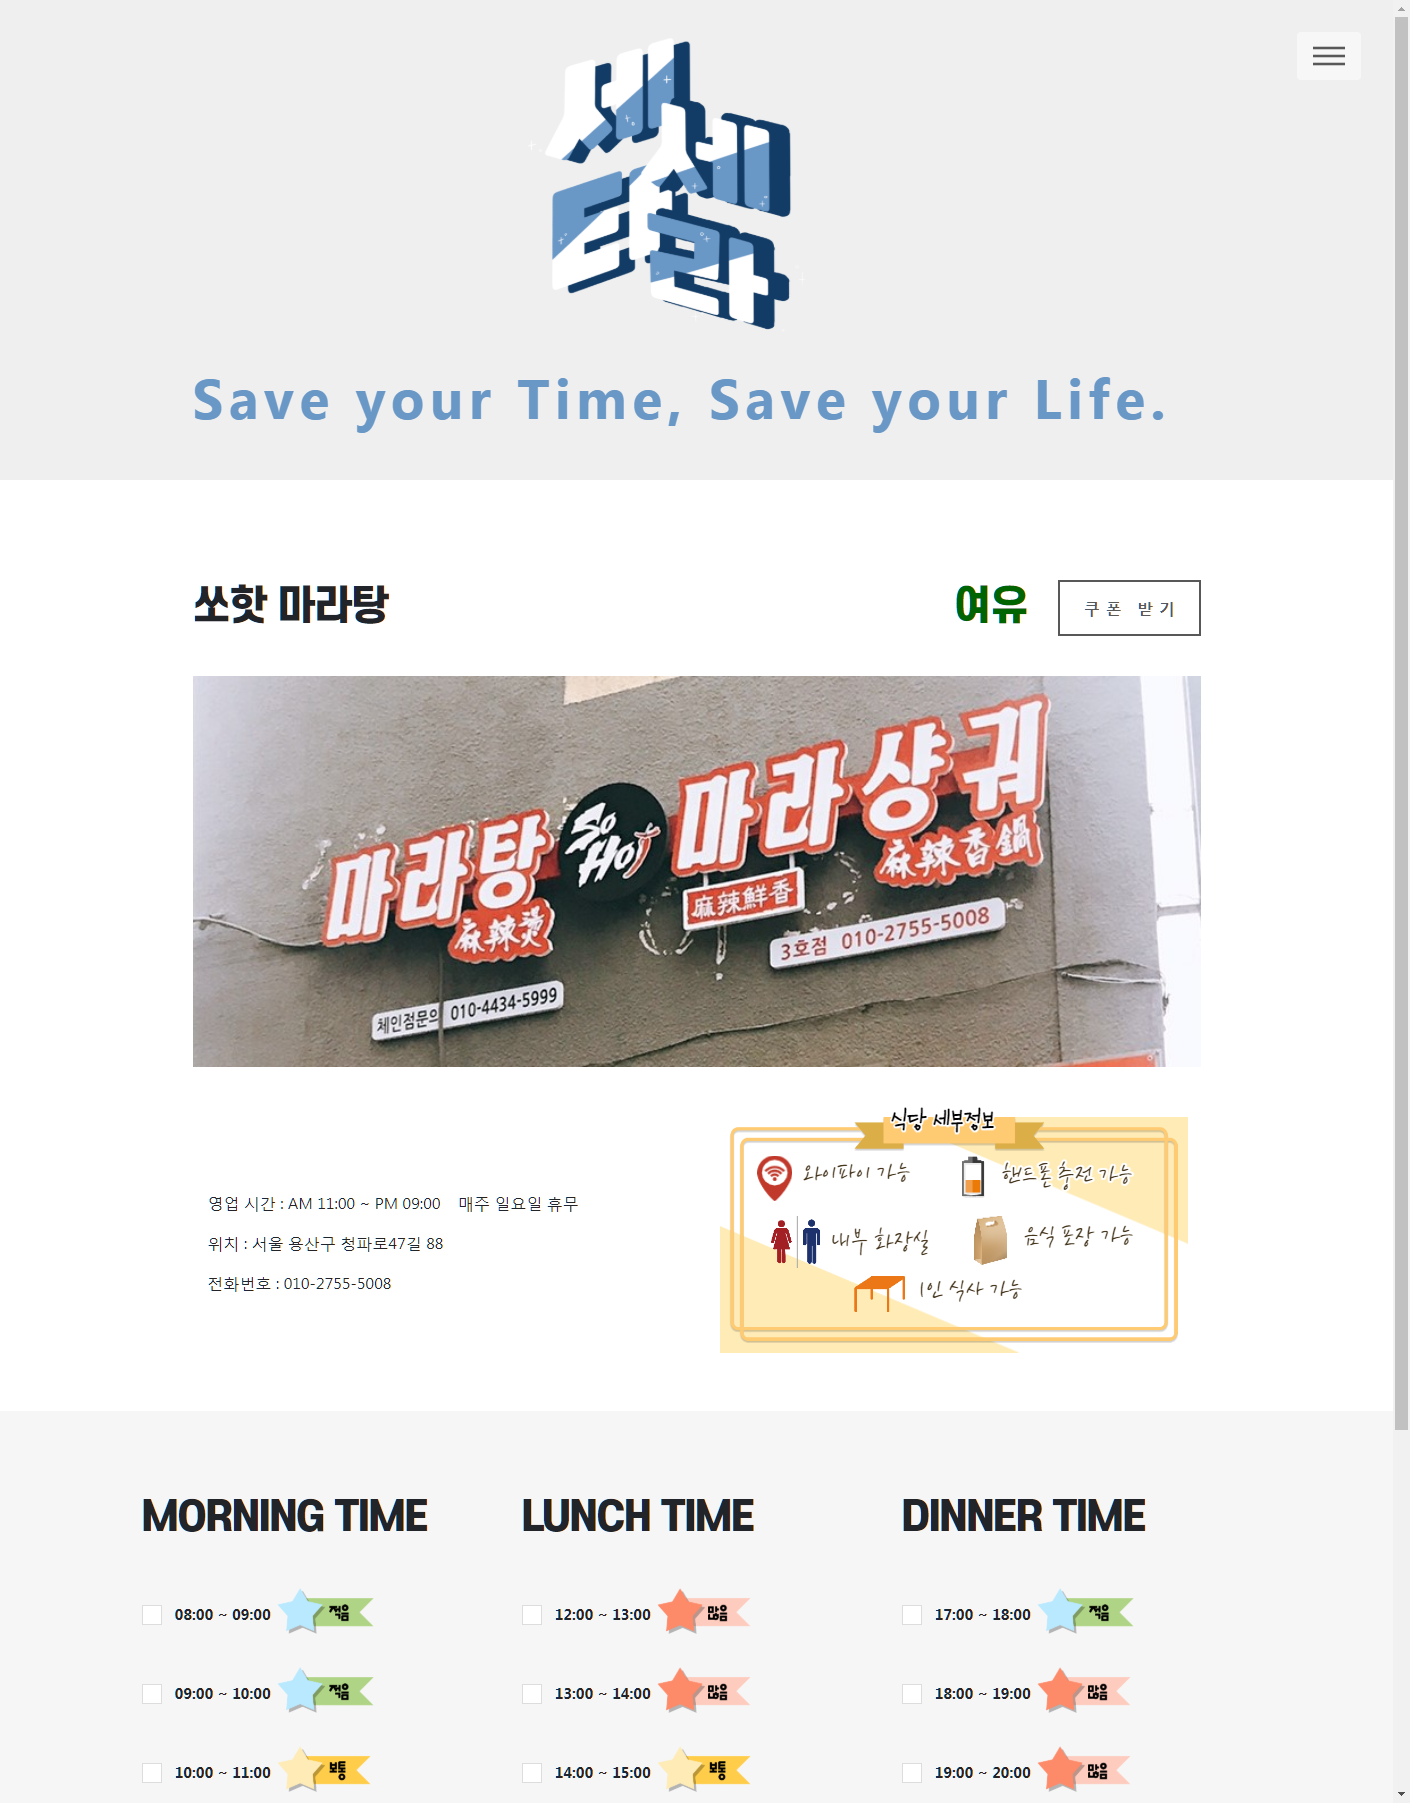 세세
타라
Save your Time, Save your Life.
쏘핫 마라탕
여유
쿠폰 받기
마라탕
麻辣烫
So
Hot
마라샹궈
麻辣香鍋
麻辣鮮香
3호점 010-2755-5008
체인점문의 010-4434-5999
식당 세부정보
와이파이 가능
핸드폰 충전 가능
내부 화장실
음식 포장 가능
1인 식사 가능
영업 시간 : AM 11:00 ~ PM 09:00 매주 일요일 휴무
위치 : 서울 용산구 청파로47길 88
전화번호 : 010-2755-5008
MORNING TIME
LUNCH TIME
DINNER TIME
08:00 ~ 09:00 적음
12:00 ~ 13:00 많음
17:00 ~ 18:00 적음
09:00 ~ 10:00 적음
13:00 ~ 14:00 많음
18:00 ~ 19:00 많음
10:00 ~ 11:00 보통
14:00 ~ 15:00 보통
19:00 ~ 20:00 많음